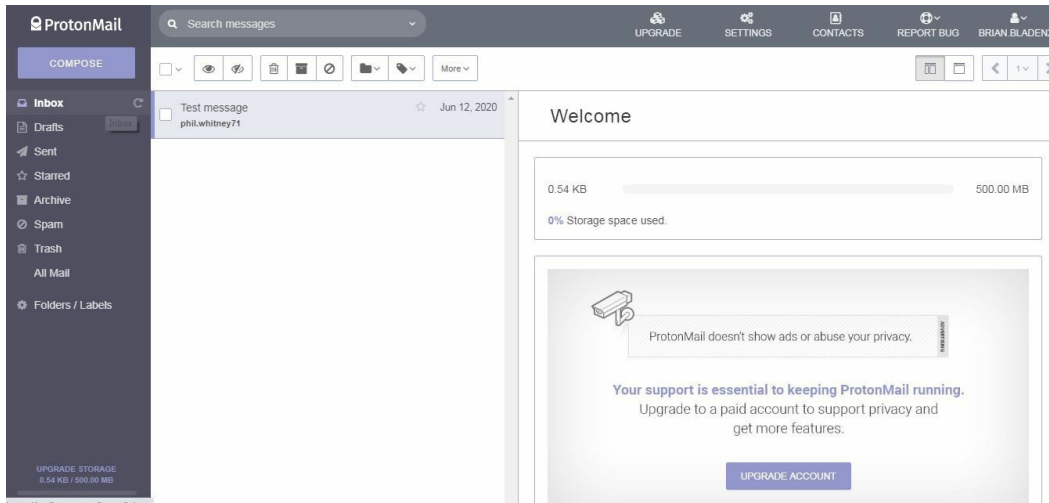 ProtonMail
Search messages
UPGRADE
SETTINGS
CONTACTS
REPORT BUG
BRIAN.BLADEN
COMPOSE
More
1
Inbox
Drafts
Inbox
Sent
Starred
Archive
Spam
Trash
All Mail
Folders / Labels
UPGRADE STORAGE
0.54 KB / 500.00 MB
Test message
Jun 12, 2020
phil.whitney71
Welcome
0.54 KB
500.00 MB
0% Storage space used.
ProtonMail doesn't show ads or abuse your privacy.
ADVERTISING
Your support is essential to keeping ProtonMail running.
Upgrade to a paid account to support privacy and
get more features.
UPGRADE ACCOUNT